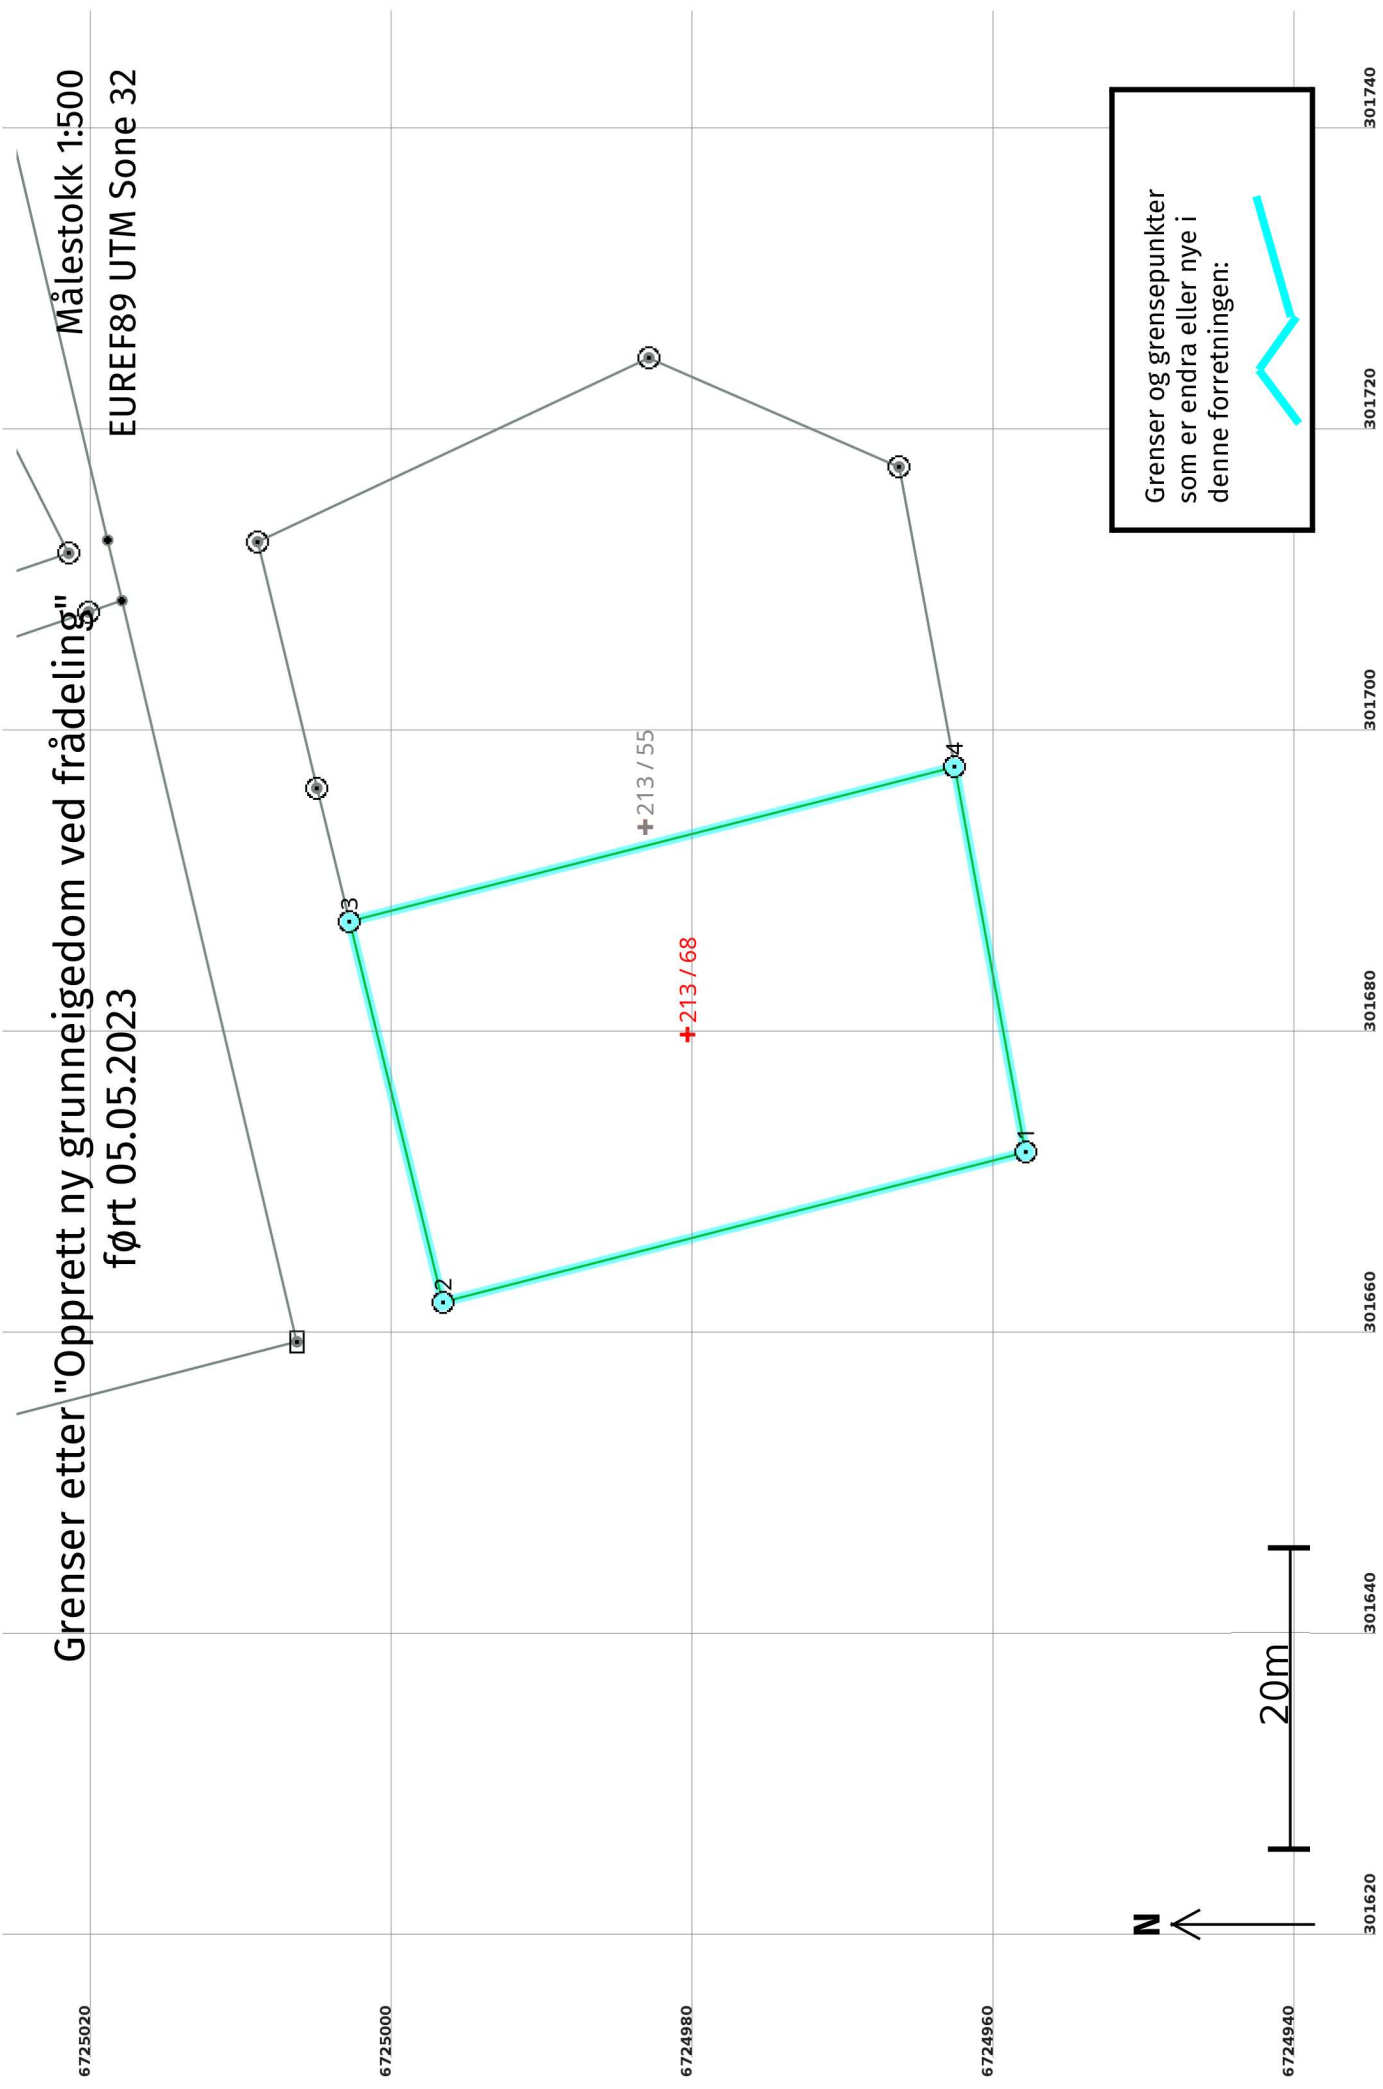 Grenser etter "Opprett ny grunneigedom ved frådeling"
ført 05.05.2023
Målestokk 1:500
EUREF89 UTM Sone 32
6725020
6725000
6724980
6724960
6724940
3
2
213 / 55
213 / 68
4
1
Grenser og grensepunkter
som er endra eller nye i
denne forretningen:
N
20m
301620
301640
301660
301680
301700
301720
301740